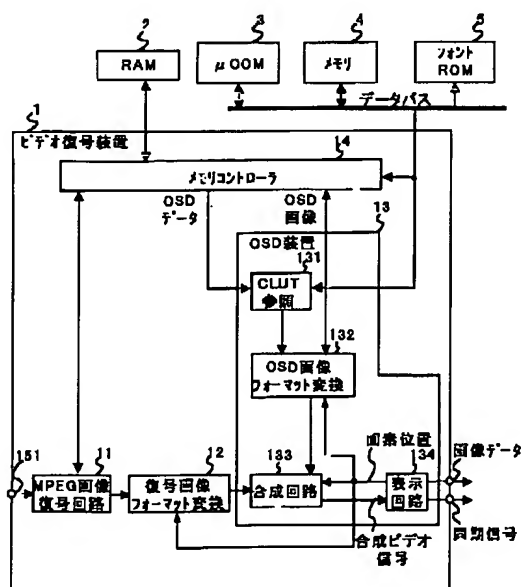 2
RAM
3
μOOM
4
メモリ
5
フォント
ROM
データバス
1
ビデオ復号装置
14
メモリコントローラ
OSD
データ
OSD
画像
13
OSD装置
131
CLUT
参照
132
OSD画像
フォーマット変換
151
11
MPEG画像
復号回路
12
復号画像
フォーマット変換
133
合成回路
画素位置
134
表示
回路
画像データ
同期信号
合成ビデオ
信号